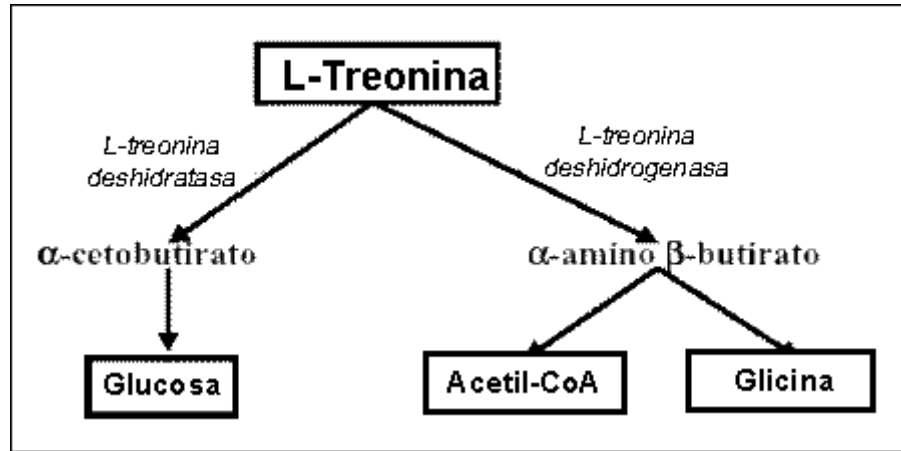 L-Treonina
L-treonina
deshidratasa
L-treonina
deshidrogenasa
α-cetobutirato
α-amino β-butirato
Glucosa
Acetil-CoA
Glicina